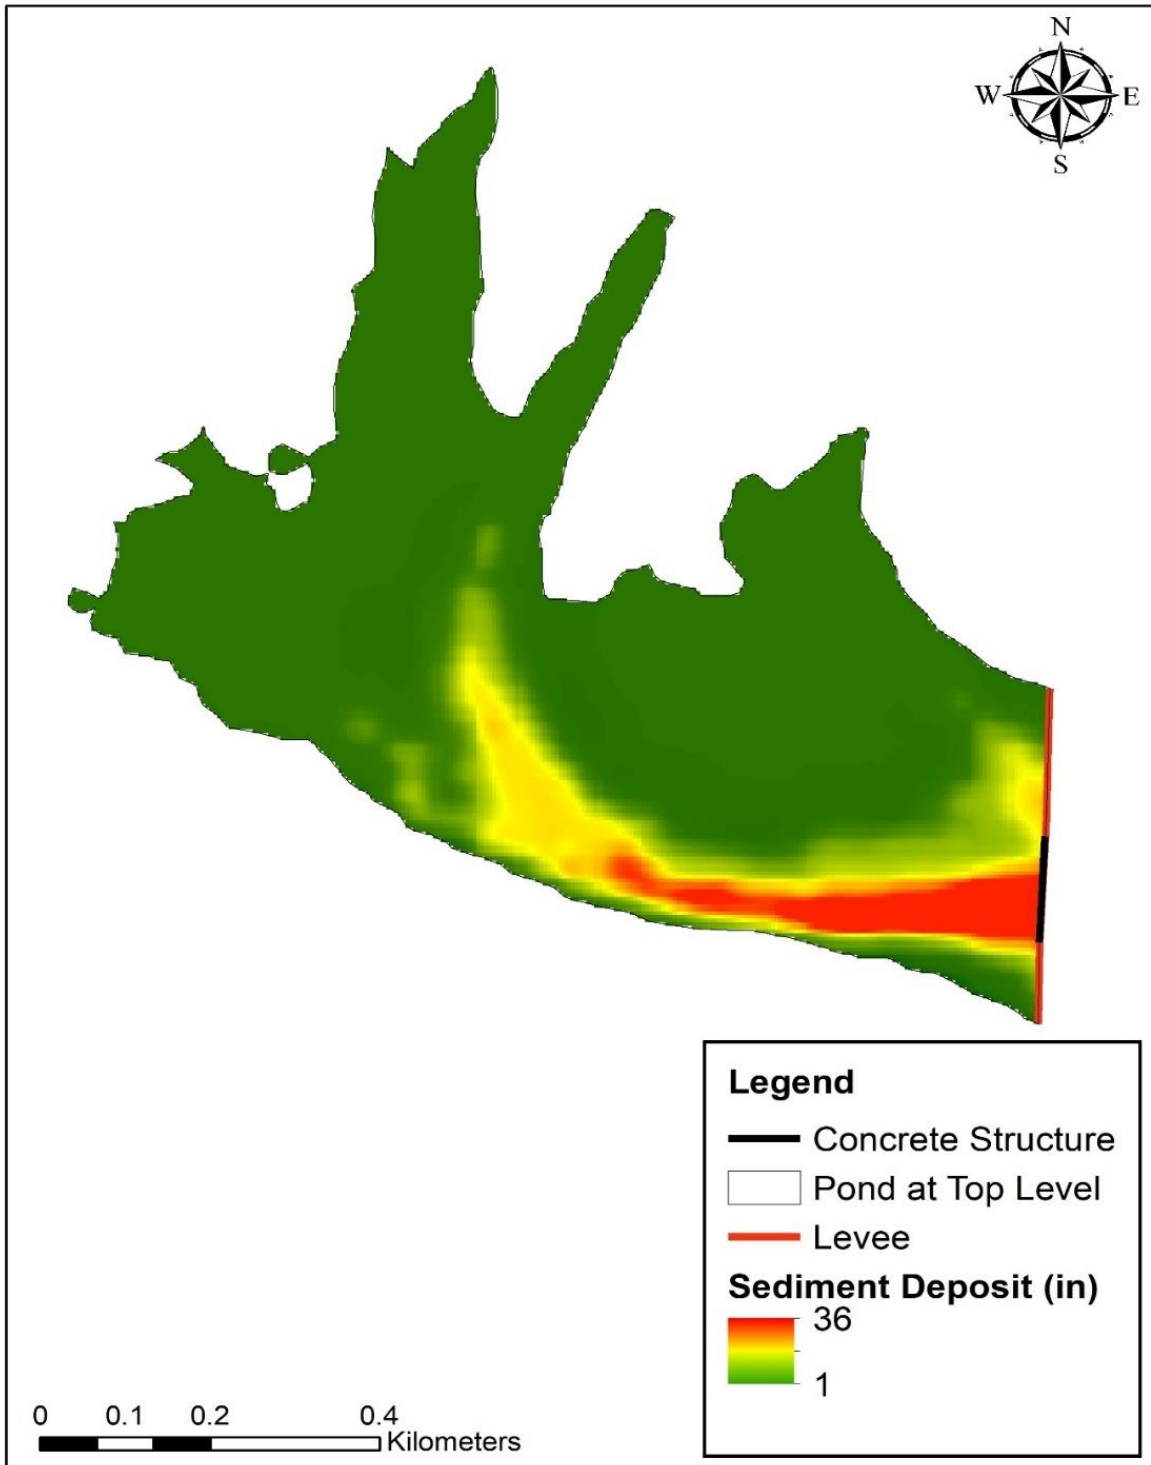 N
W E
S
Legend
Concrete Structure
Pond at Top Level
Levee
Sediment Deposit (in)
36
1
0 0.1 0.2 0.4
Kilometers